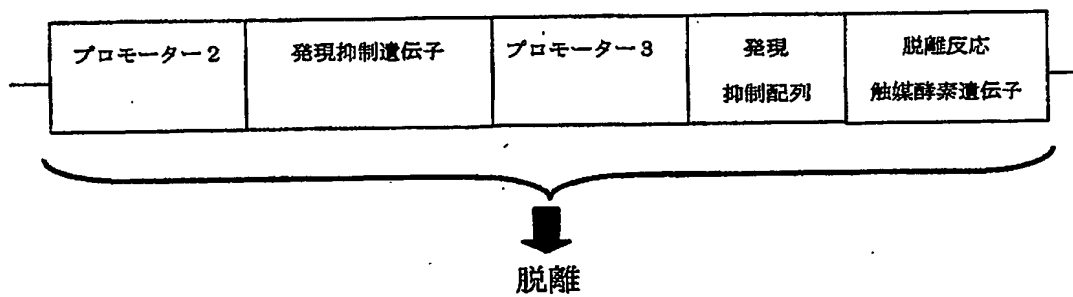 プロモーター2
発現抑制遺伝子
プロモーター3
発現
抑制配列
脱離反応
触媒酵素遺伝子
脱離